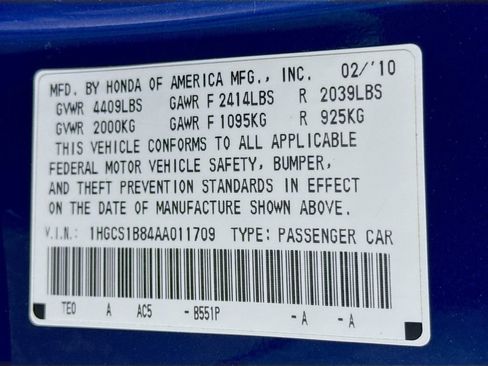 MFD. BY HONDA OF AMERICA MFG., INC. 02/'10
GVWR 4409LBS GAWR F 2414LBS R 2039LBS
GVWR 2000KG GAWR F 1095KG R 925KG
THIS VEHICLE CONFORMS TO ALL APPLICABLE
FEDERAL MOTOR VEHICLE SAFETY, BUMPER,
AND THEFT PREVENTION STANDARDS IN EFFECT
ON THE DATE OF MANUFACTURE SHOWN ABOVE.
V.I.N.: 1HGCS1B84AA011709 TYPE: PASSENGER CAR
TEO A AC5 - B551P - A - A